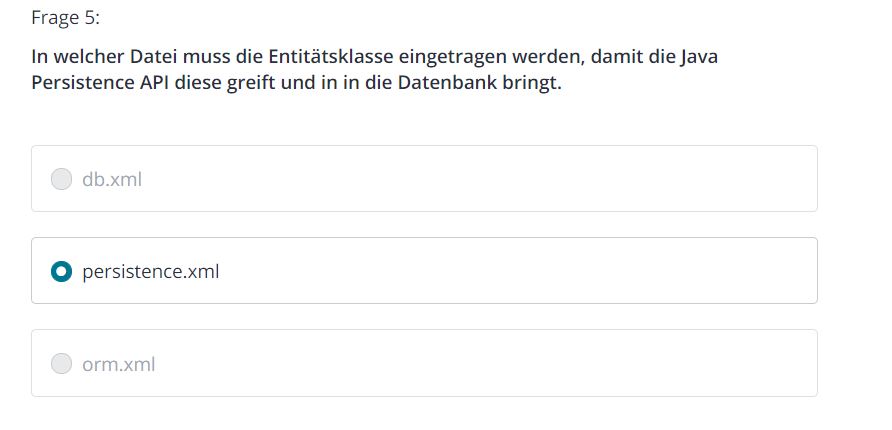 Frage 5:
In welcher Datei muss die Entitätsklasse eingetragen werden, damit die Java
Persistence API diese greift und in in die Datenbank bringt.
db.xml
persistence.xml
orm.xml